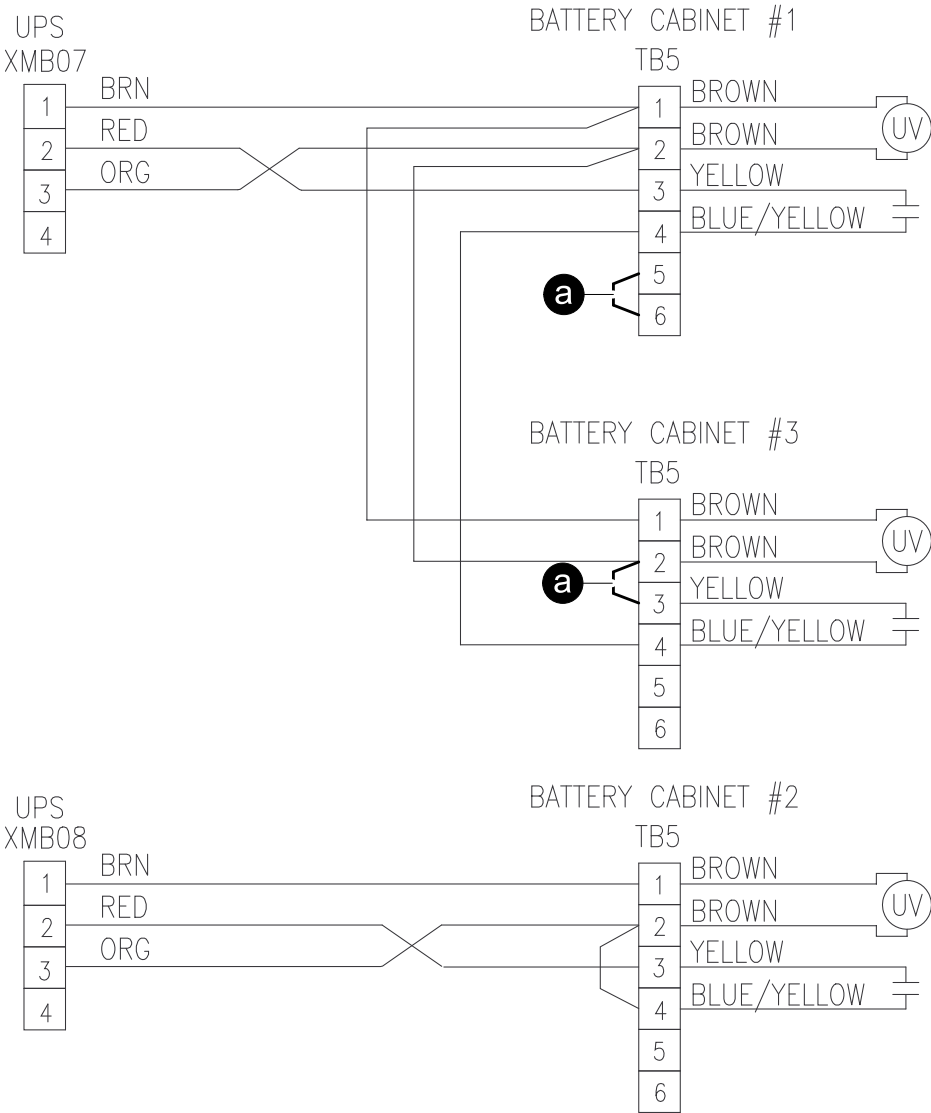 UPS
XMB07
BATTERY CABINET #1
TB5
1
2
3
4
BRN
RED
ORG
1
2
3
4
5
6
BROWN
BROWN
YELLOW
BLUE/YELLOW
UV
a
BATTERY CABINET #3
TB5
1
2
3
4
5
6
BROWN
BROWN
YELLOW
BLUE/YELLOW
UV
a
UPS
XMB08
BATTERY CABINET #2
TB5
1
2
3
4
BRN
RED
ORG
1
2
3
4
5
6
BROWN
BROWN
YELLOW
BLUE/YELLOW
UV